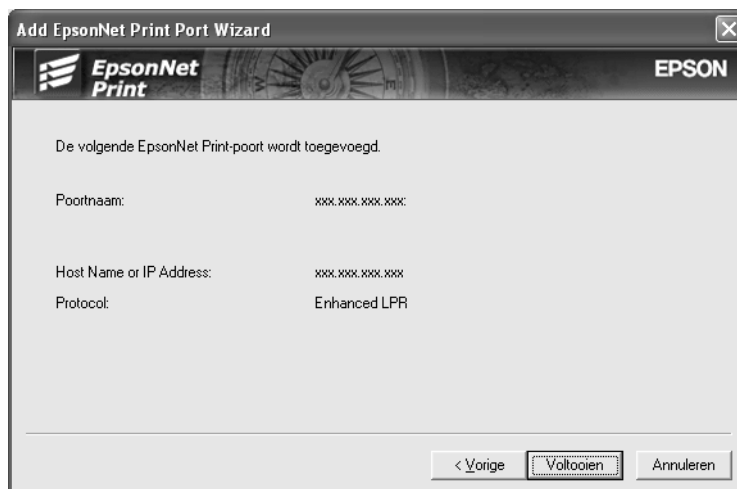 Add EpsonNet Print Port Wizard
EpsonNet
Print
EPSON
De volgende EpsonNet Print-poort wordt toegevoegd.
Poortnaam: xxx.xxx.xxx.xxx:
Host Name or IP Address: xxx.xxx.xxx.xxx
Protocol: Enhanced LPR
< Vorige Voltooien Annuleren